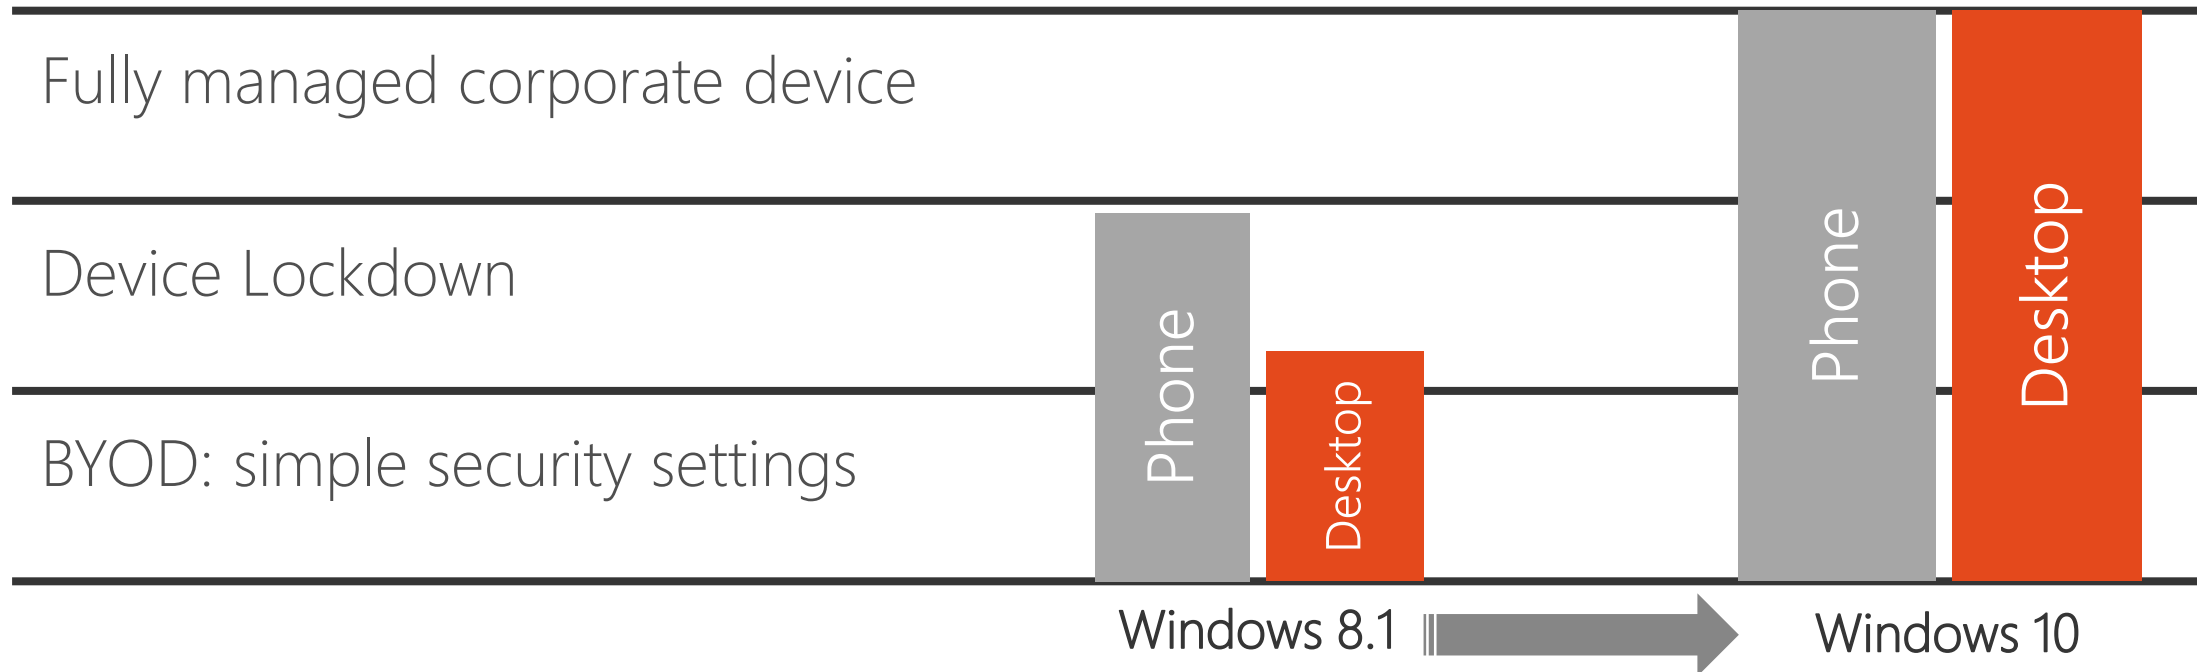 Fully managed corporate device
Device Lockdown
BYOD: simple security settings
Phone
Desktop
Phone
Desktop
Windows 8.1
Windows 10